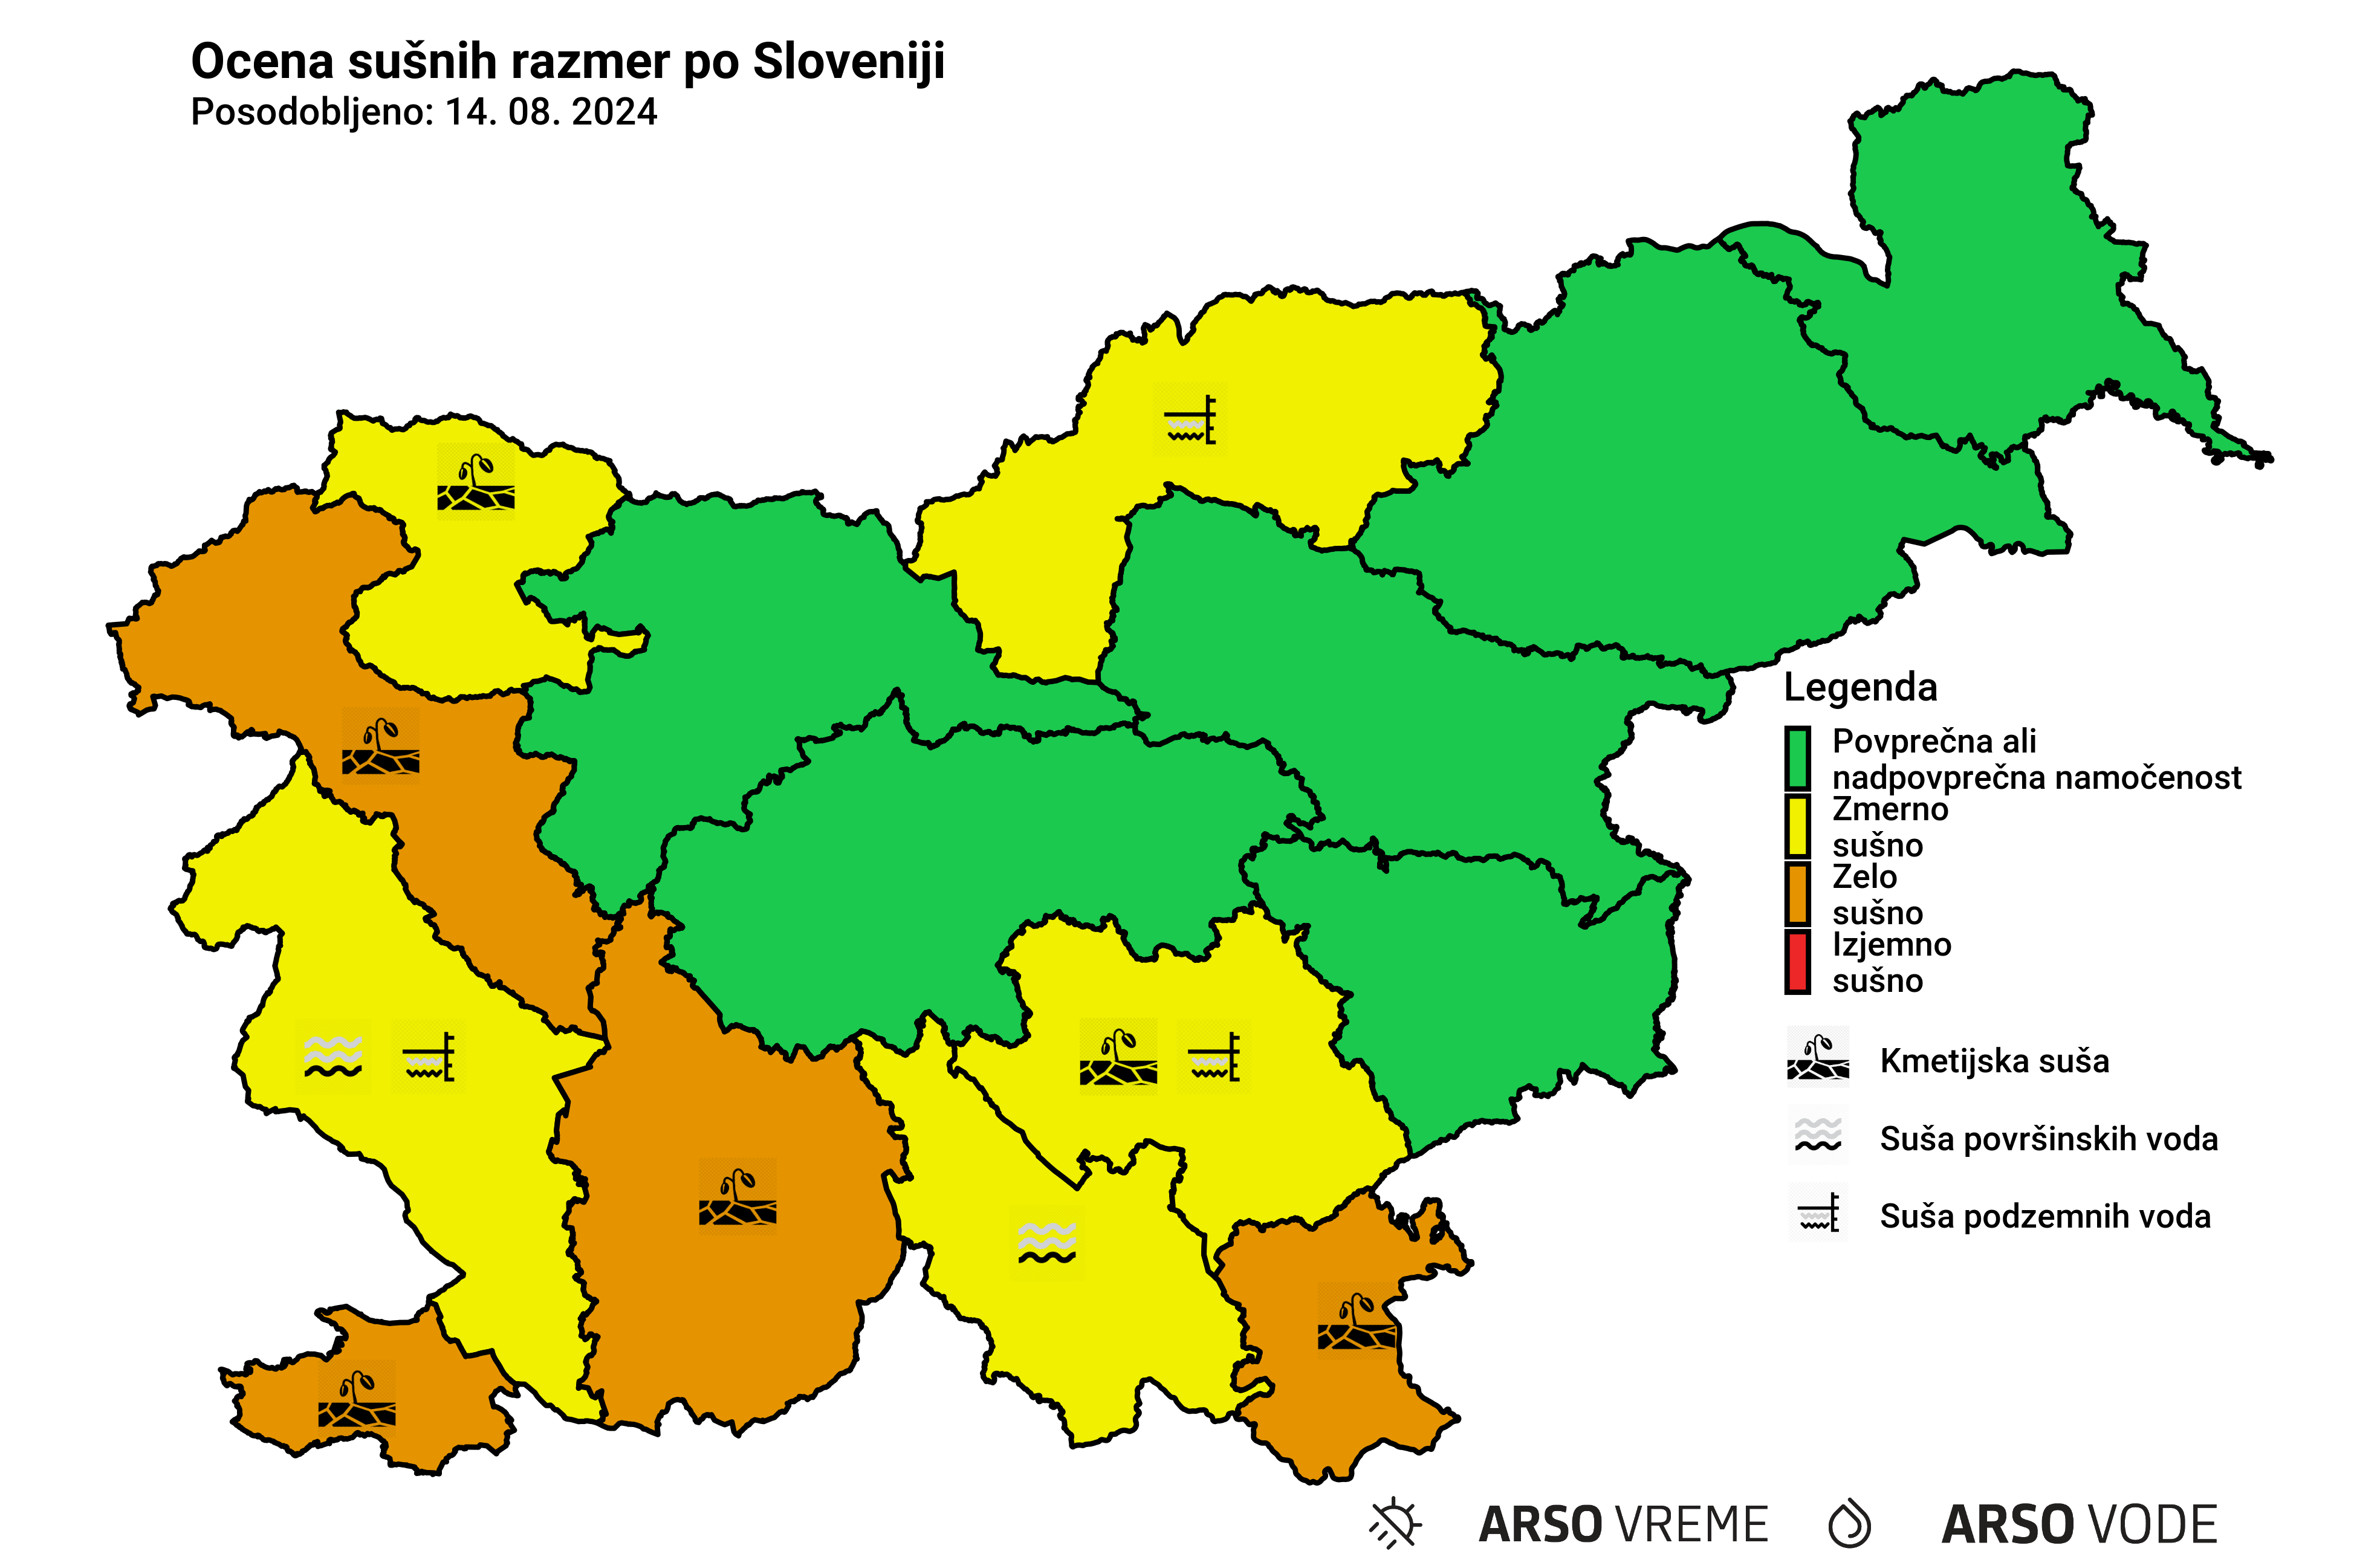 Ocena sušnih razmer po Sloveniji
Posodobljeno: 14. 08. 2024
Legenda
Povprečna ali
nadpovprečna namočenost
Zmerno
sušno
Zelo
sušno
Izjemno
sušno
Kmetijska suša
Suša površinskih voda
Suša podzemnih voda
ARSO VREME
ARSO VODE